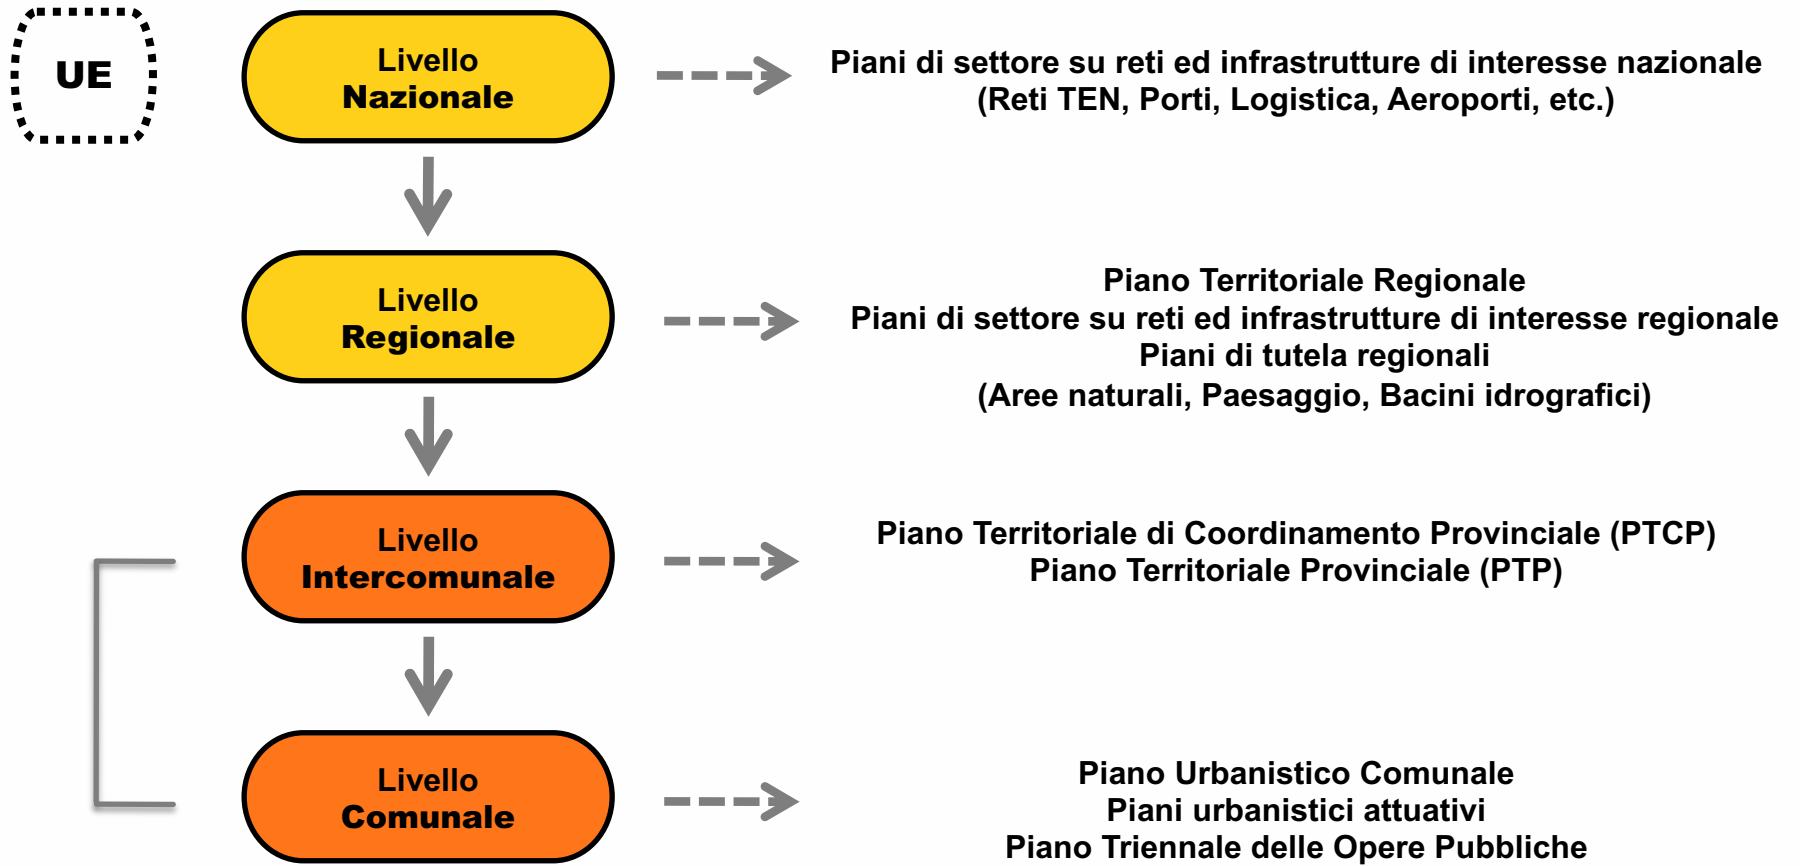 UE
Livello
Nazionale
Piani di settore su reti ed infrastrutture di interesse nazionale
(Reti TEN, Porti, Logistica, Aeroporti, etc.)
Livello
Regionale
Piano Territoriale Regionale
Piani di settore su reti ed infrastrutture di interesse regionale
Piani di tutela regionali
(Aree naturali, Paesaggio, Bacini idrografici)
Livello
Intercomunale
Piano Territoriale di Coordinamento Provinciale (PTCP)
Piano Territoriale Provinciale (PTP)
Livello
Comunale
Piano Urbanistico Comunale
Piani urbanistici attuativi
Piano Triennale delle Opere Pubbliche